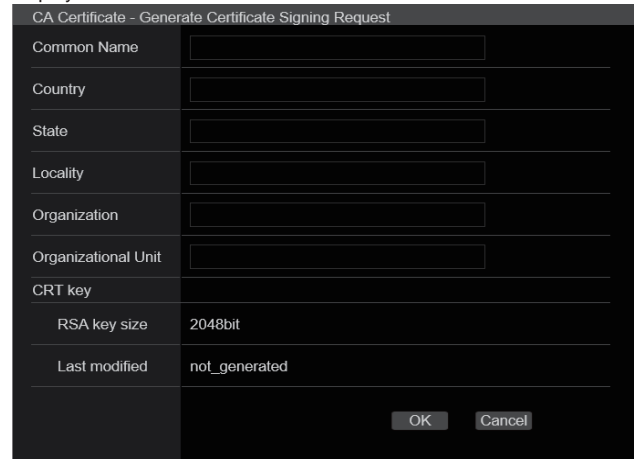 CA Certificate - Generate Certificate Signing Request
Common Name
Country
State
Locality
Organization
Organizational Unit
CRT key
RSA key size 2048bit
Last modified not_generated
OK Cancel